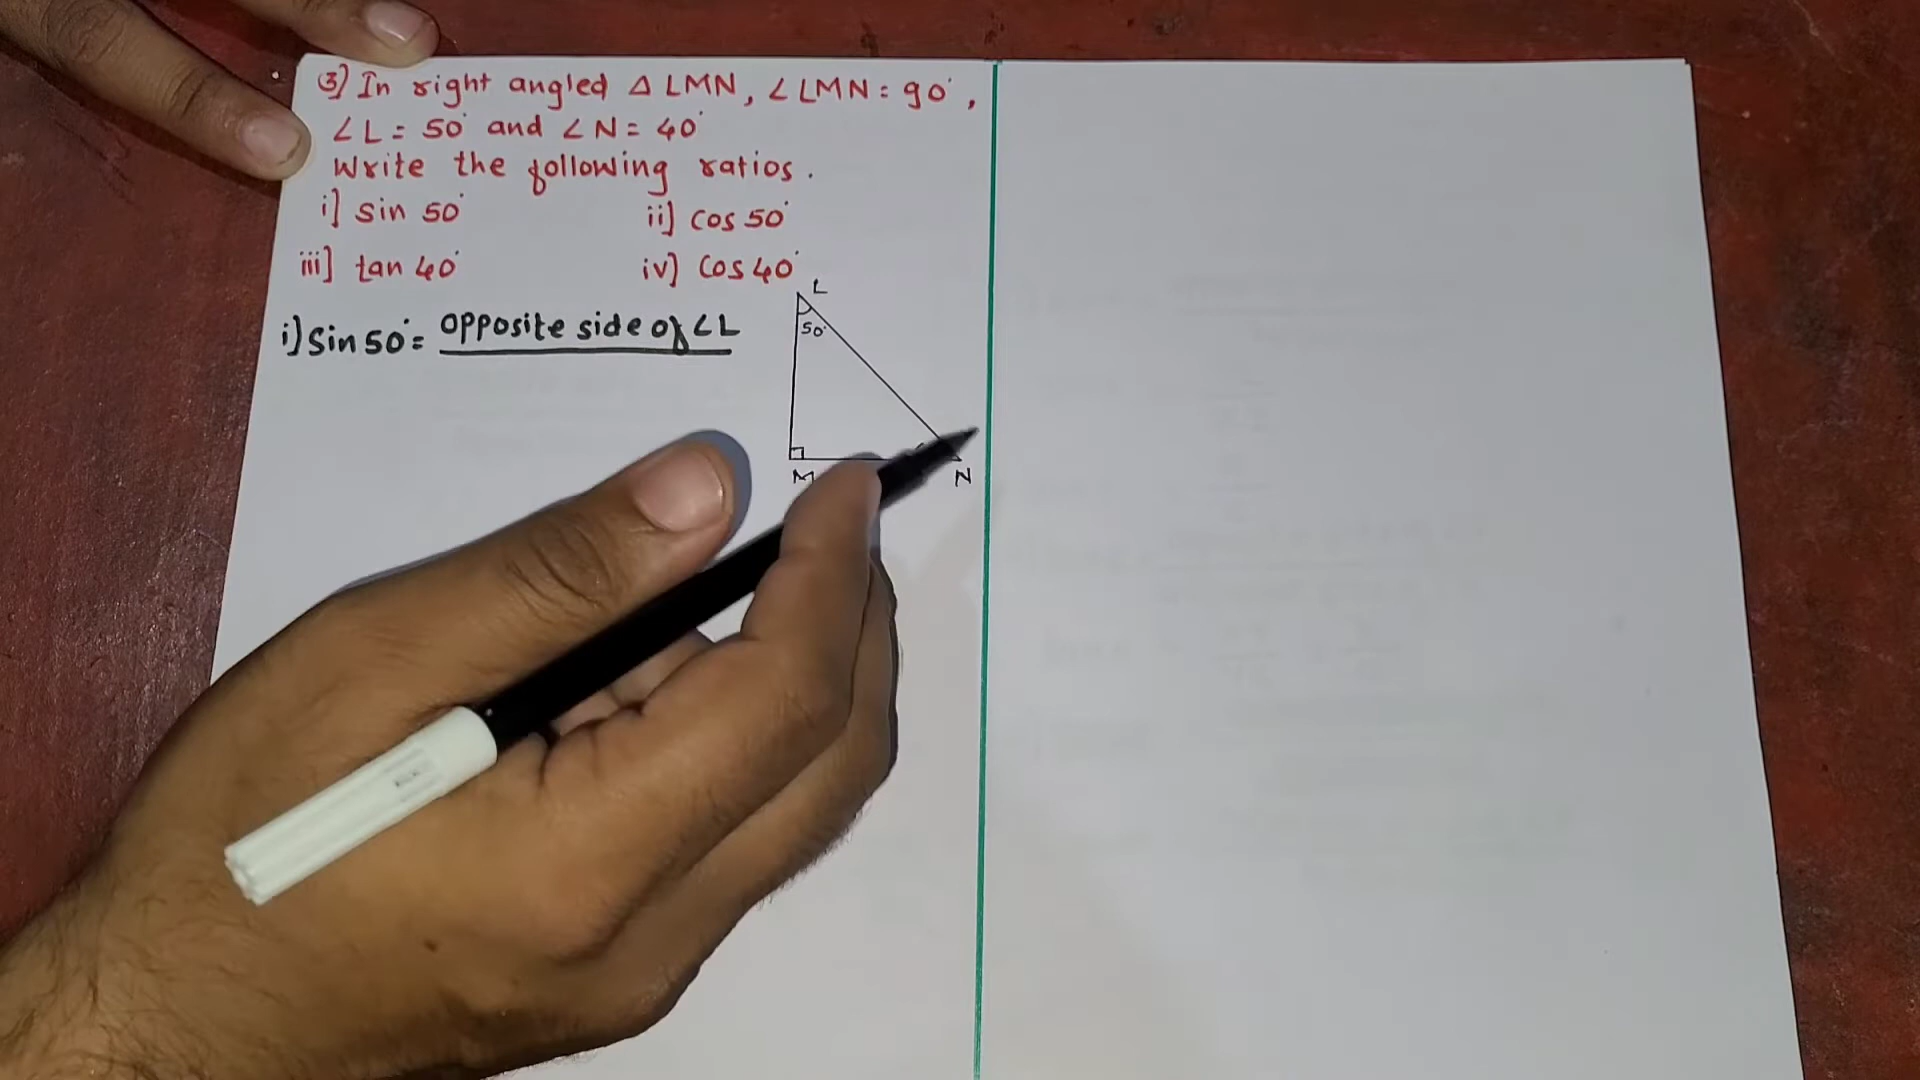 3] In right angled Δ LMN, ∠LMN = 90°,
∠L = 50° and ∠N = 40°
Write the following ratios.
i] sin 50° ii] cos 50°
iii] tan 40° iv] cos 40°
i] Sin 50° = opposite side of ∠L
L
50°
M N